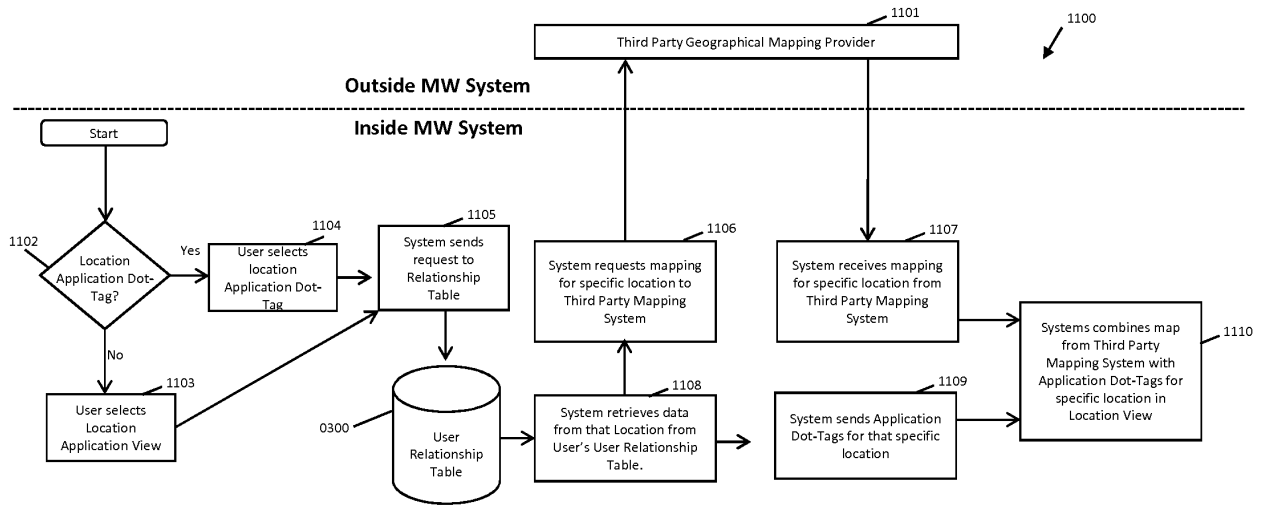 1101
1100
Third Party Geographical Mapping Provider
Outside MW System
Inside MW System
Start
1102
Location
Application Dot-
Tag?
Yes
No
1104
User selects
location
Application Dot-
Tag
1103
User selects
Location
Application View
1105
System sends
request to
Relationship
Table
0300
User
Relationship
Table
1106
System requests mapping
for specific location to
Third Party Mapping
System
1108
System retrieves data
from that Location from
User's User Relationship
Table.
1107
System receives mapping
for specific location from
Third Party Mapping
System
1109
System sends Application
Dot-Tags for that specific
location
1110
Systems combines map
from Third Party
Mapping System with
Application Dot-Tags for
specific location in
Location View